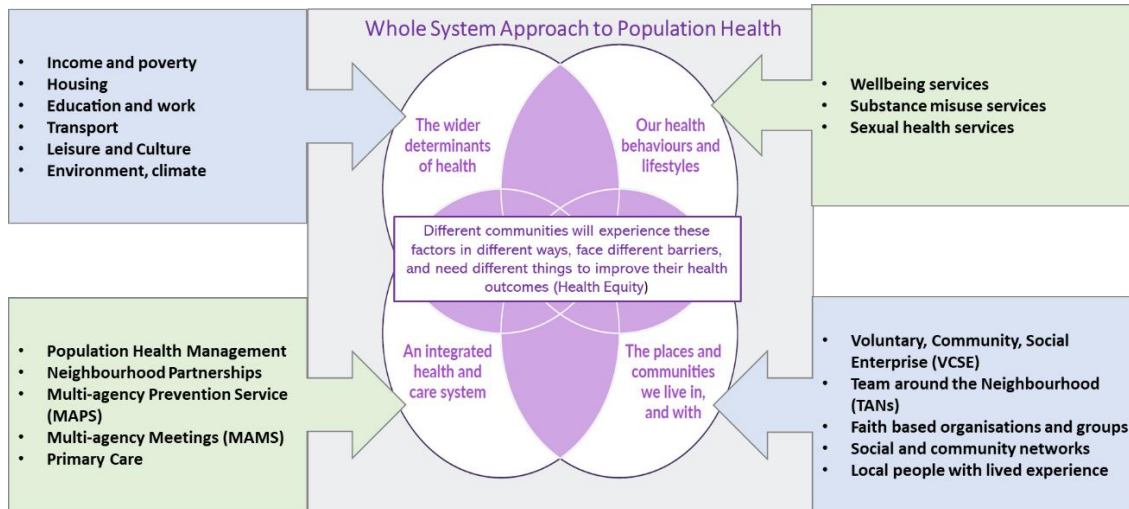 Whole System Approach to Population Health
• Income and poverty
• Housing
• Education and work
• Transport
• Leisure and Culture
• Environment, climate
The wider
determinants
of health
Our health
behaviours and
lifestyles
• Wellbeing services
• Substance misuse services
• Sexual health services
Different communities will experience these
factors in different ways, face different barriers,
and need different things to improve their health
outcomes (Health Equity)
• Population Health Management
• Neighbourhood Partnerships
• Multi-agency Prevention Service
(MAPS)
• Multi-agency Meetings (MAMS)
• Primary Care
An integrated
health and
care system
The places and
communities
we live in,
and with
• Voluntary, Community, Social
Enterprise (VCSE)
• Team around the Neighbourhood
(TANs)
• Faith based organisations and groups
• Social and community networks
• Local people with lived experience